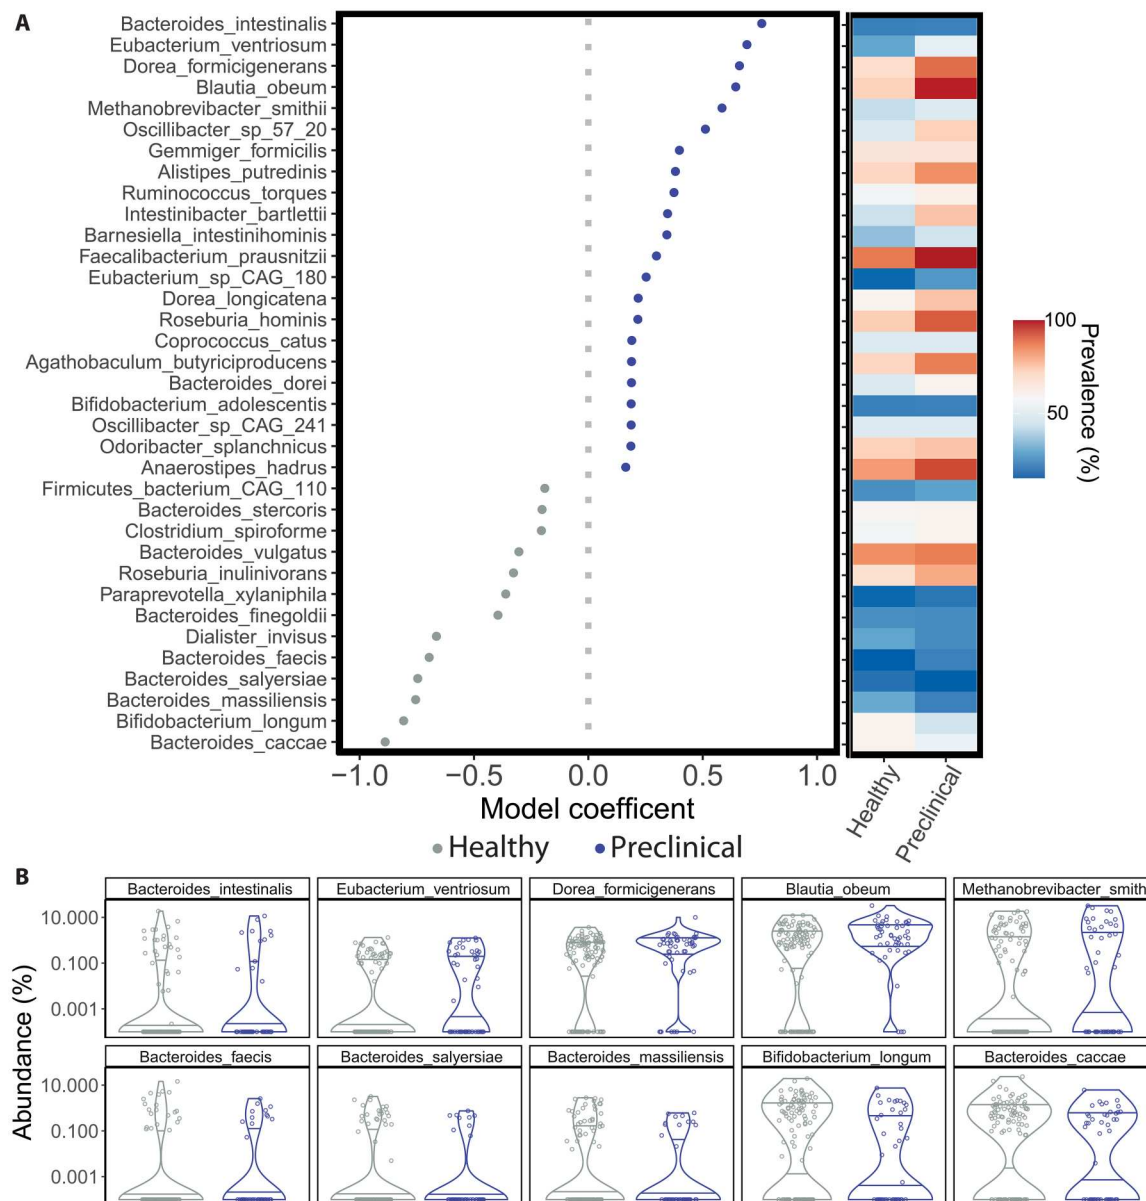 A
Bacteroides_intestinalis
Eubacterium_ventriosum
Dorea_formicigenerans
Blautia_obeum
Methanobrevibacter_smithii
Oscillibacter_sp_57_20
Gemmiger_formicilis
Alistipes_putredinis
Ruminococcus_torques
Intestinibacter_bartlettii
Barnesiella_intestinihominis
Faecalibacterium_prausnitzii
Eubacterium_sp_CAG_180
Dorea_longicatena
Roseburia_hominis
Coprococcus_catus
Agathobaculum_butyriciproducens
Bacteroides_dorei
Bifidobacterium_adolescentis
Oscillibacter_sp_CAG_241
Odoribacter_splanchnicus
Anaerostipes_hadrus
Firmicutes_bacterium_CAG_110
Bacteroides_stercoris
Clostridium_spiroforme
Bacteroides_vulgatus
Roseburia_inulinivorans
Paraprevotella_xylaniphila
Bacteroides_finegoldii
Dialister_invisus
Bacteroides_faecis
Bacteroides_salyersiae
Bacteroides_massiliensis
Bifidobacterium_longum
Bacteroides_caccae
−1.0 −0.5 0.0 0.5 1.0
Model coefficent
Healthy Preclinical
Healthy
Preclinical
100
50
Prevalence (%)
B
Bacteroides_intestinalis Eubacterium_ventriosum Dorea_formicigenerans Blautia_obeum Methanobrevibacter_smith
10.000
0.100
0.001
Bacteroides_faecis Bacteroides_salyersiae Bacteroides_massiliensis Bifidobacterium_longum Bacteroides_caccae
10.000
0.100
0.001
Abundance (%)